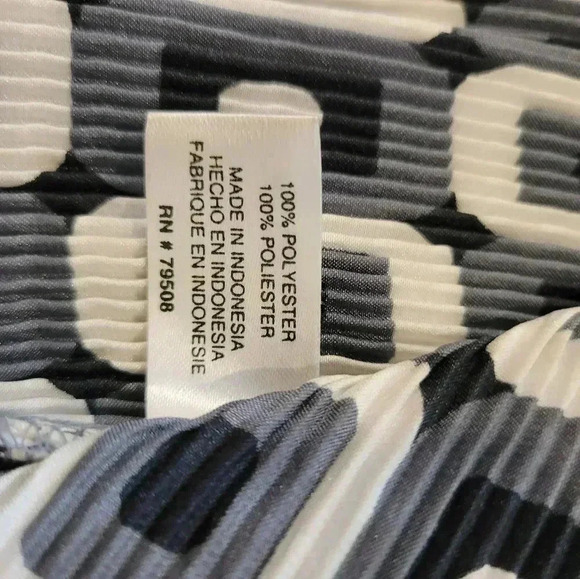 100% POLYESTER
100% POLIESTER
MADE IN INDONESIA
HECHO EN INDONESIA
FABRIQUE EN INDONESIE
RN # 79508